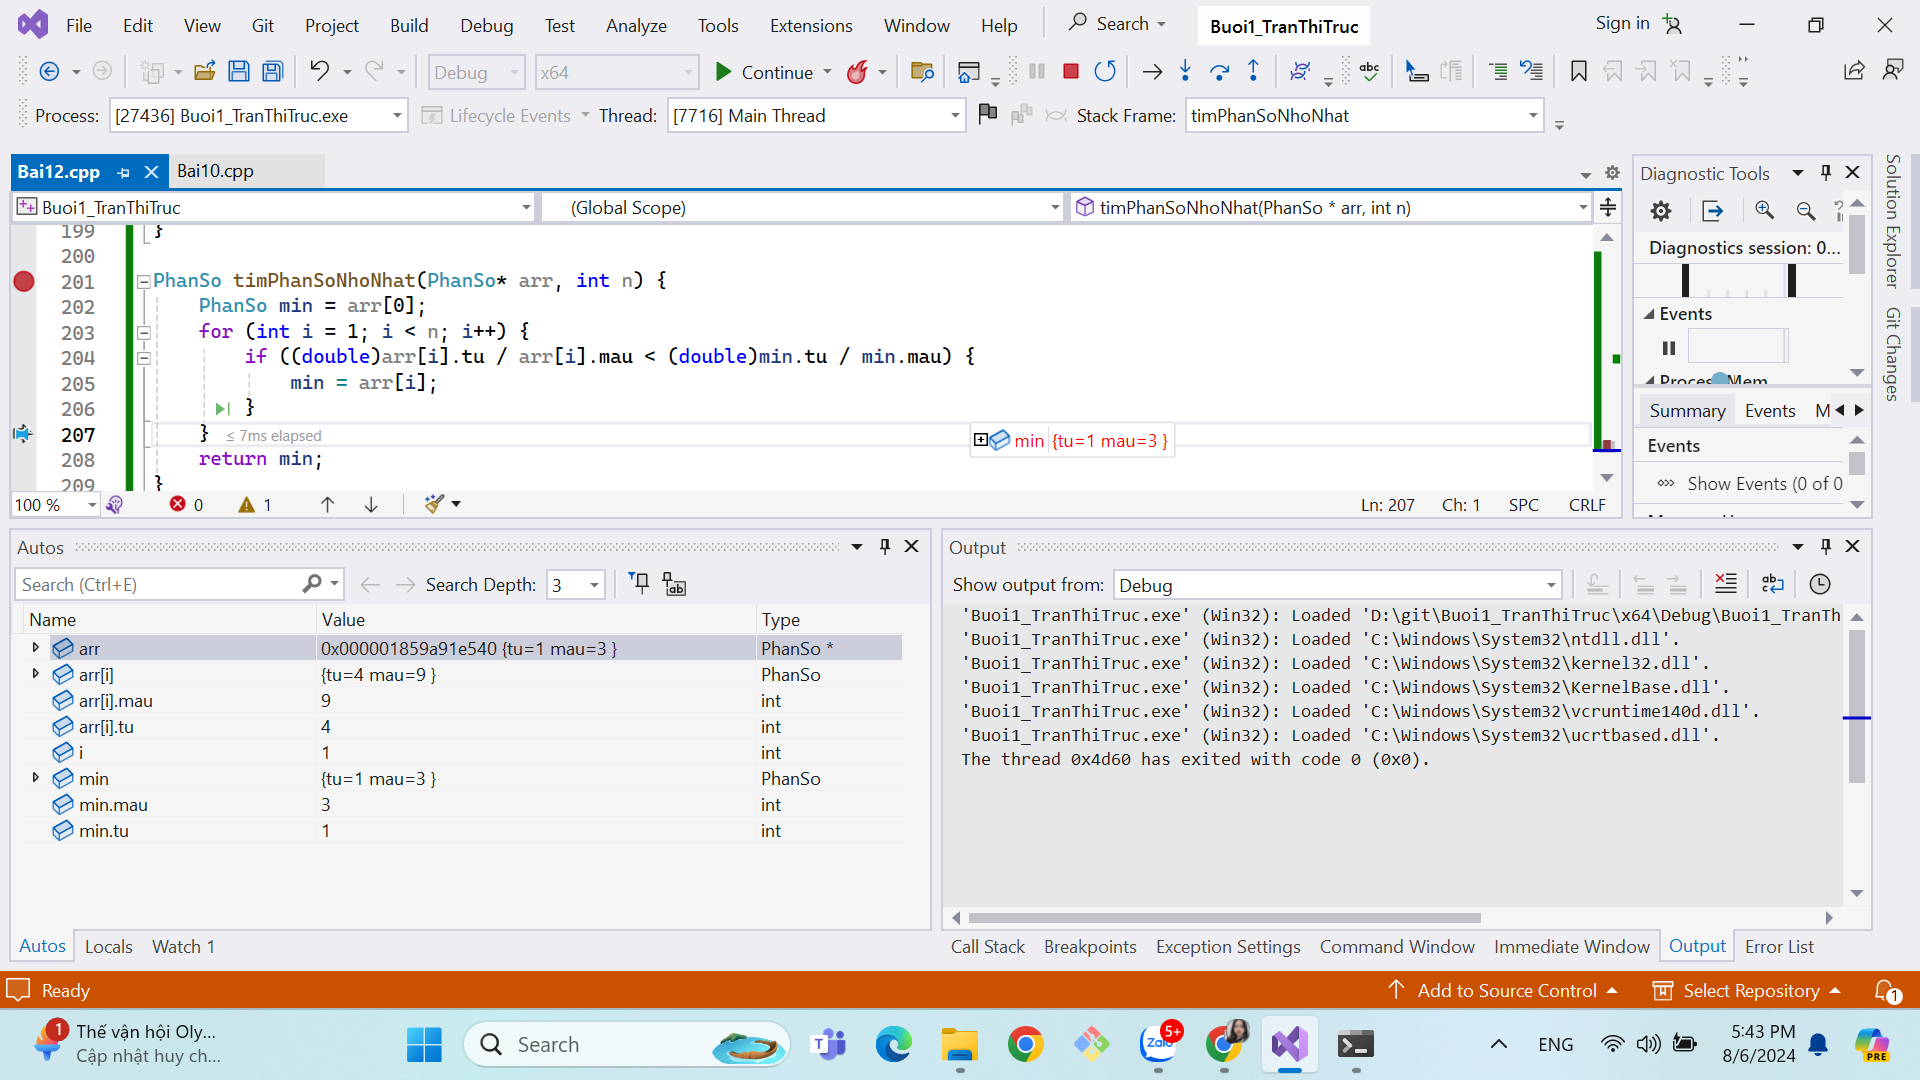 File Edit View Git Project Build Debug Test Analyze Tools Extensions Window Help Search Buoi1_TranThiTruc Sign in
Debug x64 Continue
Process: [27436] Buoi1_TranThiTruc.exe Lifecycle Events Thread: [7716] Main Thread Stack Frame: timPhanSoNhoNhat
Bai12.cpp Bai10.cpp
Buoi1_TranThiTruc (Global Scope) timPhanSoNhoNhat(PhanSo * arr, int n)
199 }
200
201 PhanSo timPhanSoNhoNhat(PhanSo* arr, int n) {
202 PhanSo min = arr[0];
203 for (int i = 1; i < n; i++) {
204 if ((double)arr[i].tu / arr[i].mau < (double)min.tu / min.mau) {
205 min = arr[i];
206 }
207 } ≤ 7ms elapsed
min {tu=1 mau=3 }
208 return min;
209 }
100 % 0 1 Ln: 207 Ch: 1 SPC CRLF
Diagnostic Tools
Diagnostics session: 0...
Events
Process Mem
Summary Events M
Events
Show Events (0 of 0
Solution Explorer
Git Changes
Autos
Search (Ctrl+E) Search Depth: 3
Name Value Type
arr 0x000001859a91e540 {tu=1 mau=3 } PhanSo *
arr[i] {tu=4 mau=9 } PhanSo
arr[i].mau 9 int
arr[i].tu 4 int
i 1 int
min {tu=1 mau=3 } PhanSo
min.mau 3 int
min.tu 1 int
Autos Locals Watch 1
Output
Show output from: Debug
'Buoi1_TranThiTruc.exe' (Win32): Loaded 'D:\git\Buoi1_TranThiTruc\x64\Debug\Buoi1_TranTh
'Buoi1_TranThiTruc.exe' (Win32): Loaded 'C:\Windows\System32\ntdll.dll'.
'Buoi1_TranThiTruc.exe' (Win32): Loaded 'C:\Windows\System32\kernel32.dll'.
'Buoi1_TranThiTruc.exe' (Win32): Loaded 'C:\Windows\System32\KernelBase.dll'.
'Buoi1_TranThiTruc.exe' (Win32): Loaded 'C:\Windows\System32\vcruntime140d.dll'.
'Buoi1_TranThiTruc.exe' (Win32): Loaded 'C:\Windows\System32\ucrtbased.dll'.
The thread 0x4d60 has exited with code 0 (0x0).
Call Stack Breakpoints Exception Settings Command Window Immediate Window Output Error List
Ready Add to Source Control Select Repository 1
1 Thế vận hội Oly...
Cập nhật huy ch...
Search
5+
Zalo
ENG
5:43 PM
8/6/2024
PRE